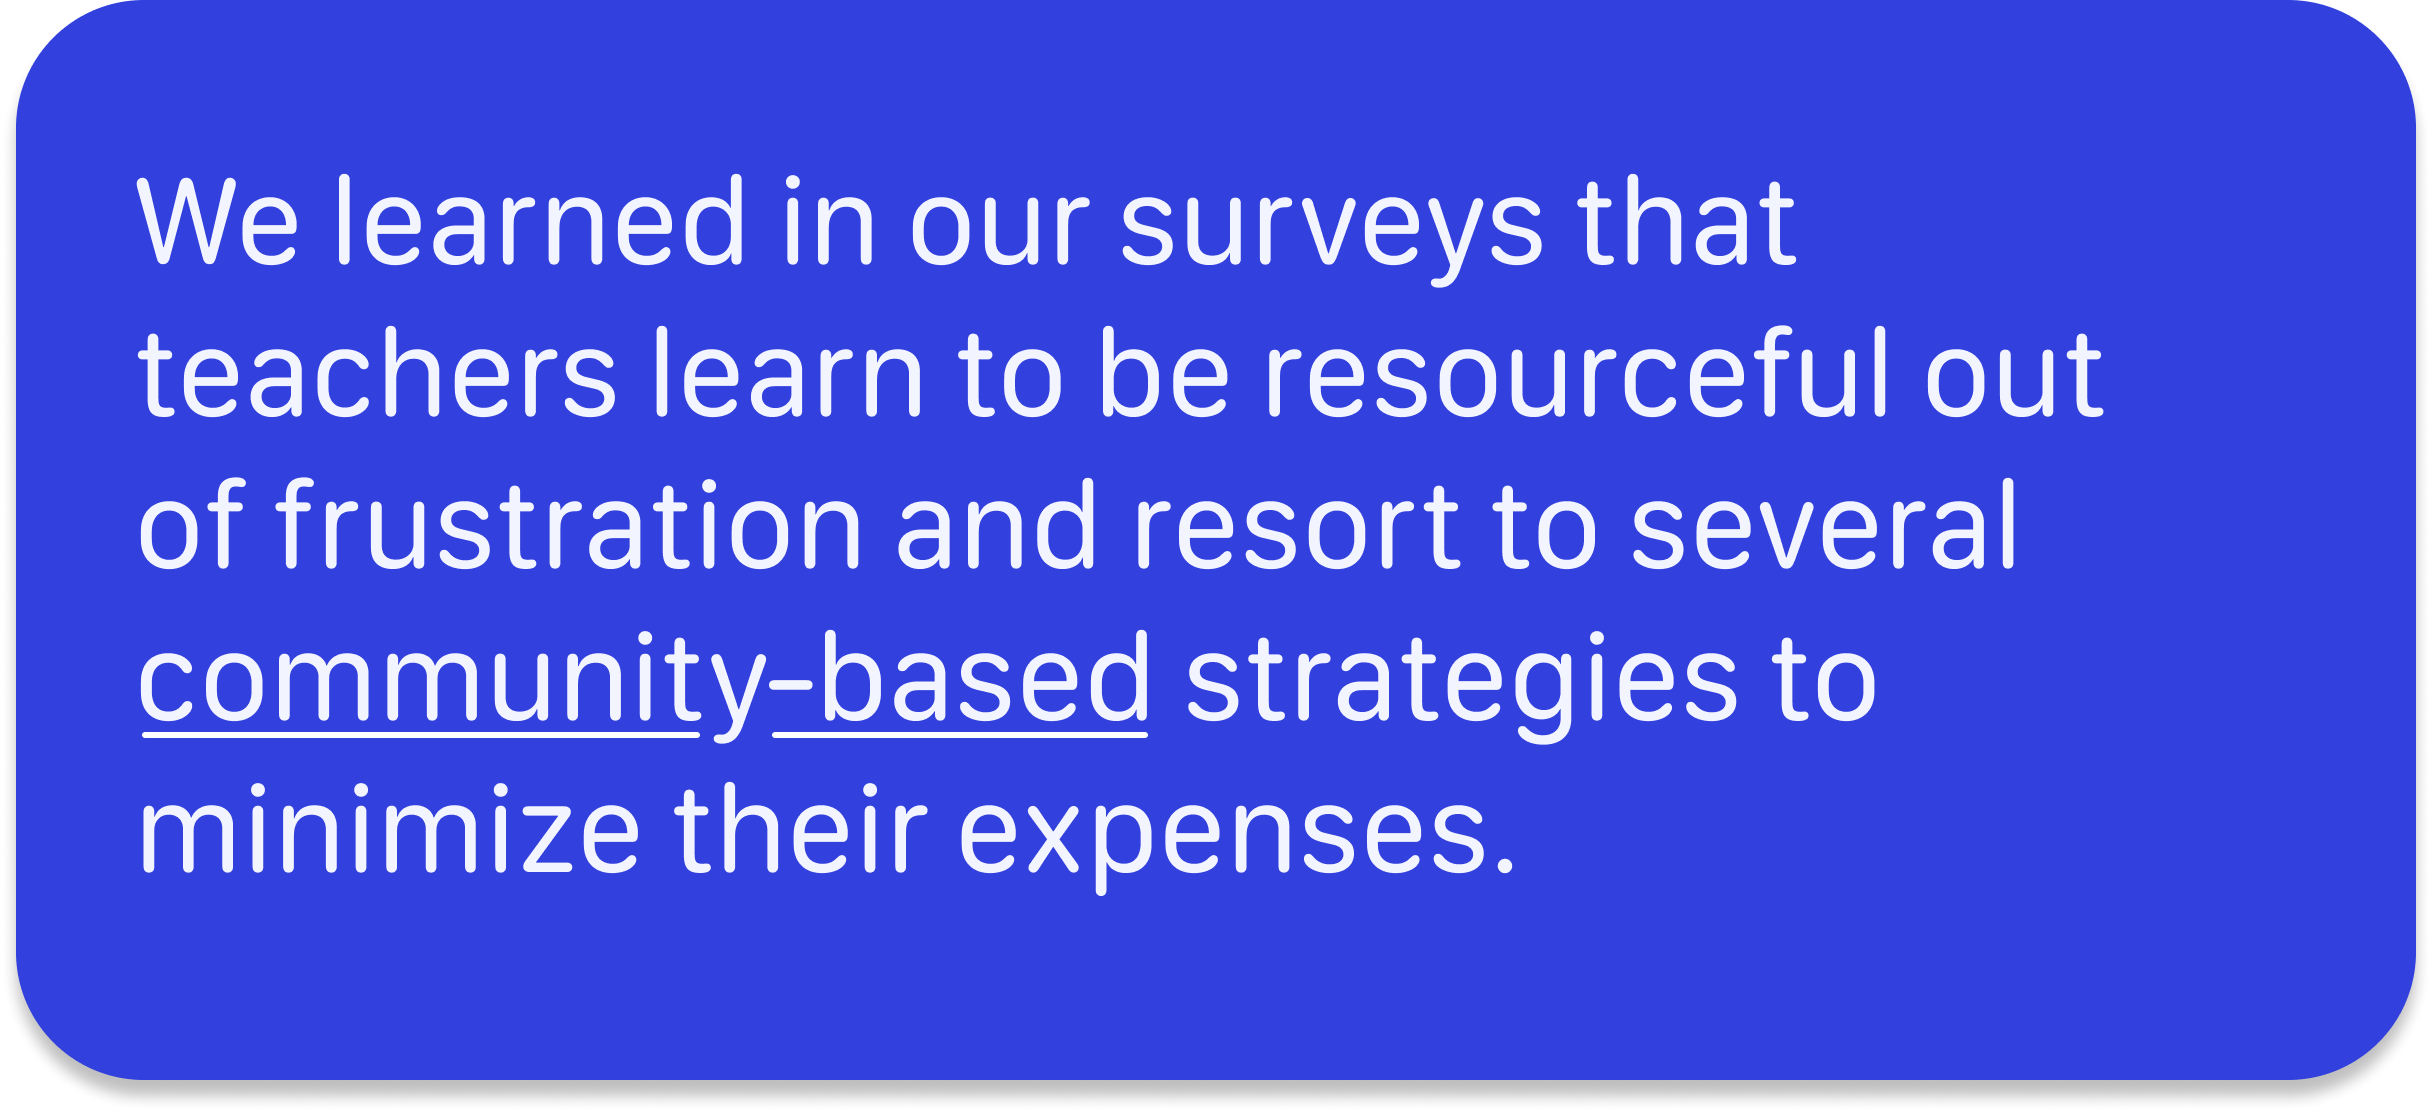 We learned in our surveys that
teachers learn to be resourceful out
of frustration and resort to several
community-based strategies to
minimize their expenses.